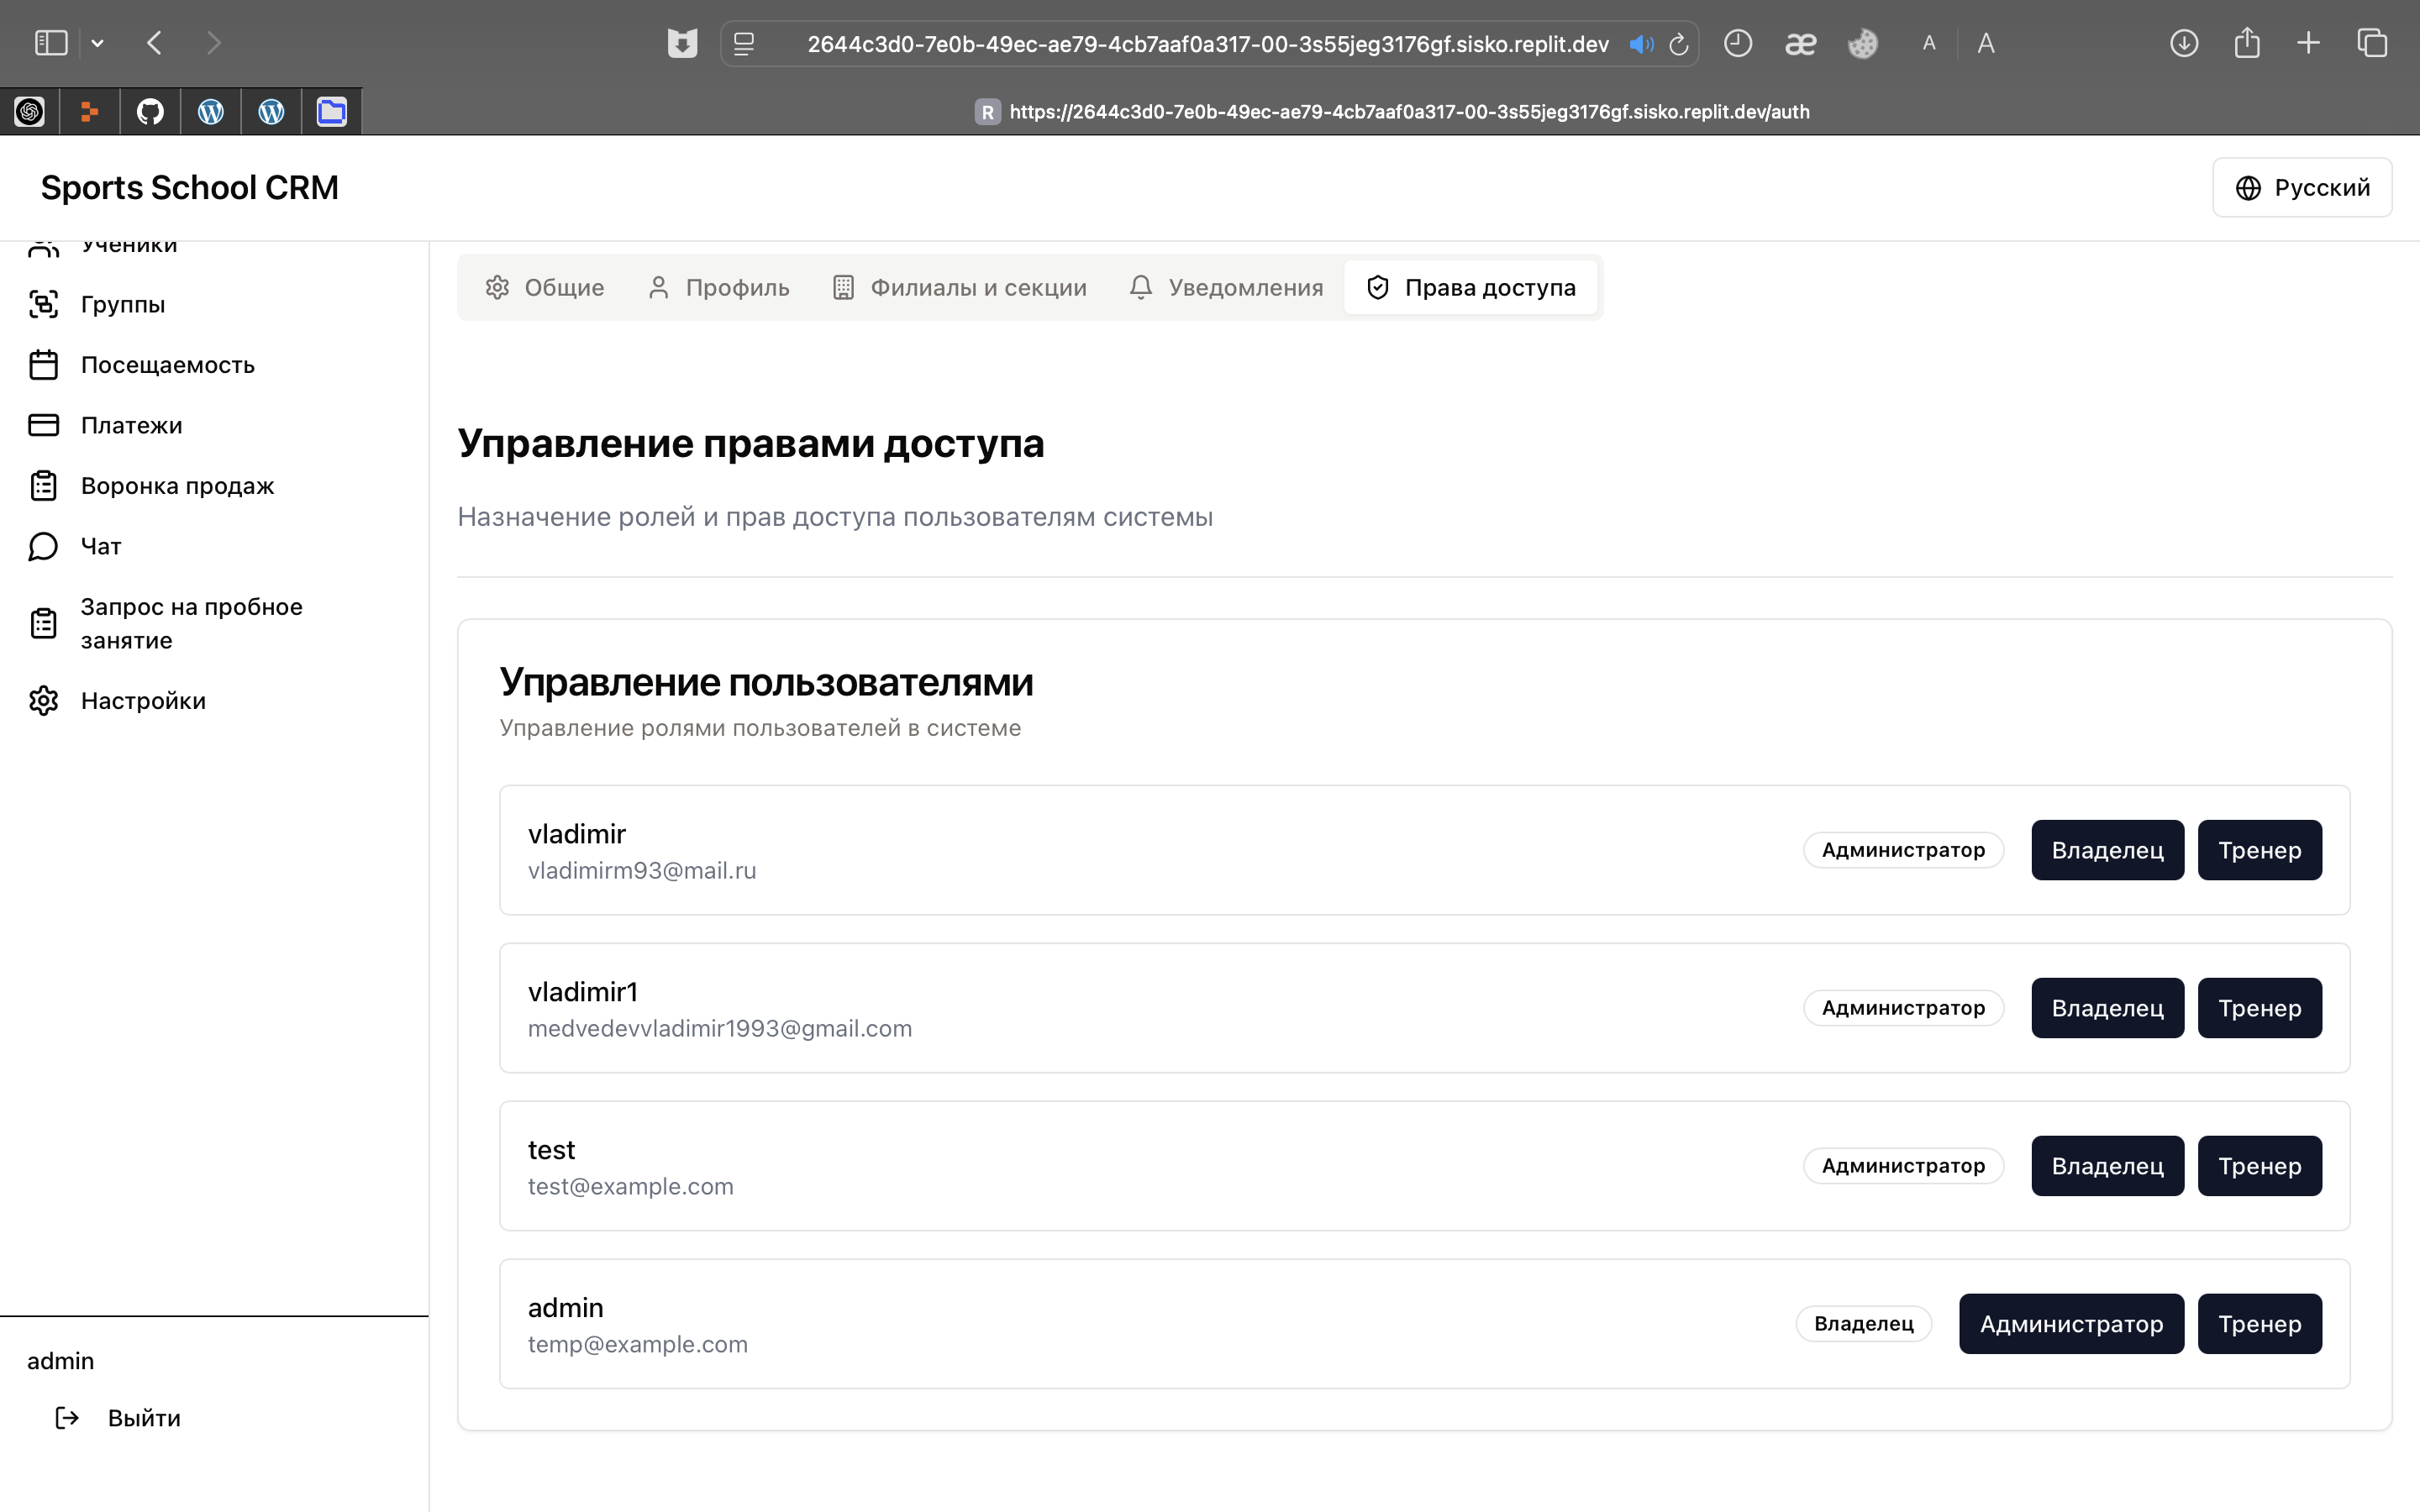 2644c3d0-7e0b-49ec-ae79-4cb7aaf0a317-00-3s55jeg3176gf.sisko.replit.dev
æ
A
A
R https://2644c3d0-7e0b-49ec-ae79-4cb7aaf0a317-00-3s55jeg3176gf.sisko.replit.dev/auth
Sports School CRM
Русский
Ученики
Группы
Посещаемость
Платежи
Воронка продаж
Чат
Запрос на пробное
занятие
Настройки
admin
Выйти
Общие Профиль Филиалы и секции Уведомления Права доступа
Управление правами доступа
Назначение ролей и прав доступа пользователям системы
Управление пользователями
Управление ролями пользователей в системе
vladimir
vladimirm93@mail.ru
Администратор Владелец Тренер
vladimir1
medvedevvladimir1993@gmail.com
Администратор Владелец Тренер
test
test@example.com
Администратор Владелец Тренер
admin
temp@example.com
Владелец Администратор Тренер